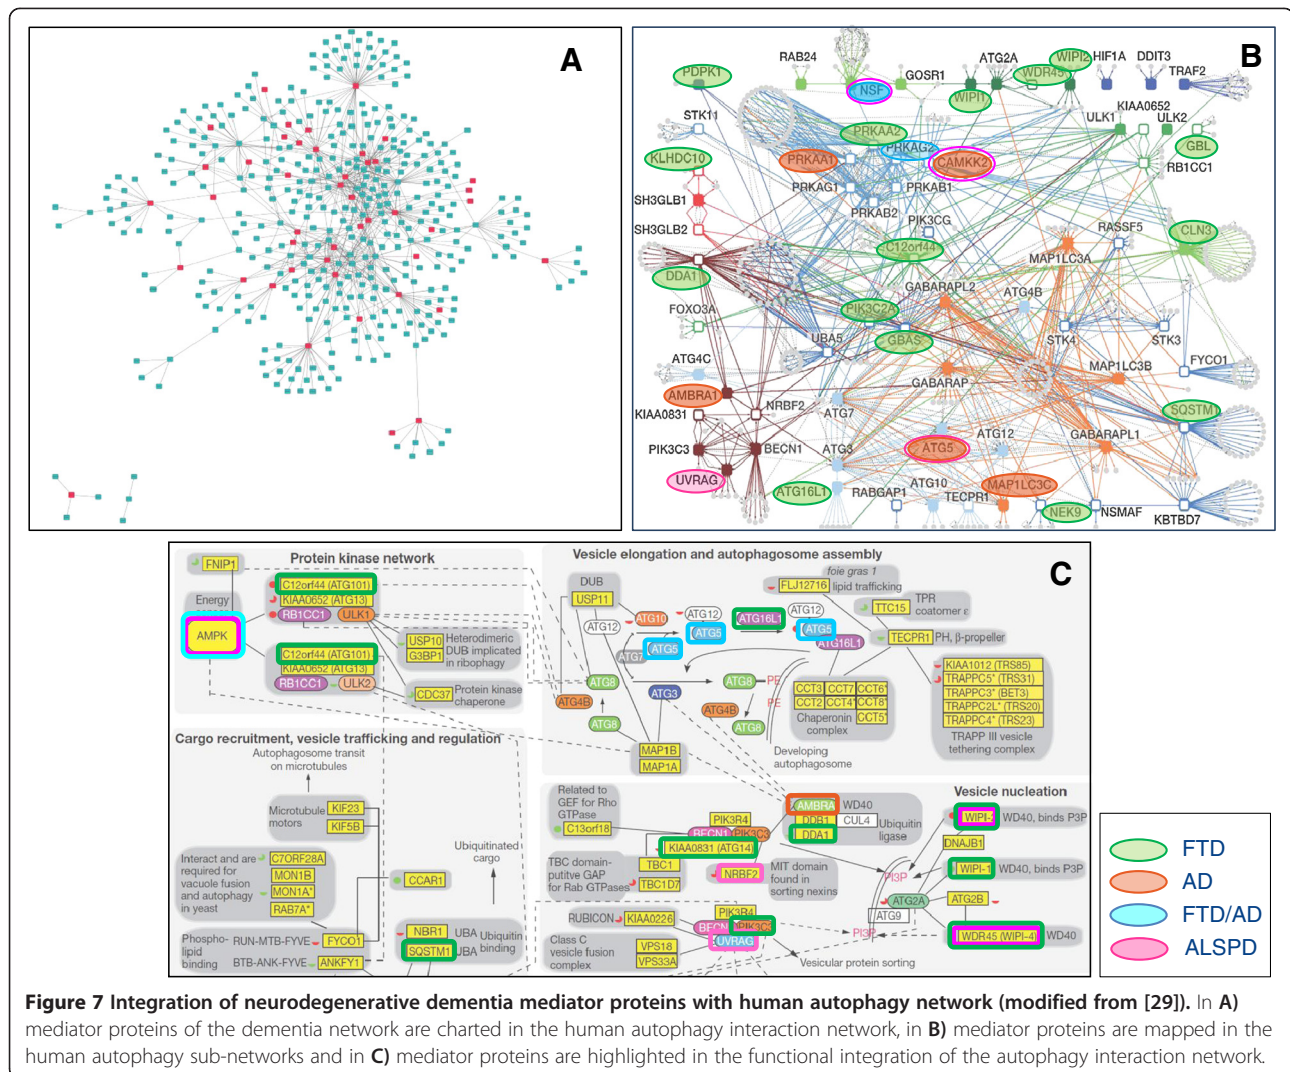 A
B
RAB24
GOSR1
ATG2A
WIPI2
HIF1A
DDIT3
PDPK1
NSF
WIPI1
WDR45
TRAF2
STK11
PRKAA2
PRKAG2
ULK1
KIAA0652
ULK2
GBL
KLHDC10
PRKAA1
CAMKK2
RB1CC1
PRKAG1
PRKAB1
SH3GLB1
PRKAB2
PIK3CG
SH3GLB2
C12orf44
RASSF5
CLN3
MAP1LC3A
DDA1
GABARAPL2
ATG4B
FOXO3A
PIK3C2A
UBA5
GBAS
STK4
STK3
ATG4C
FYCO1
MAP1LC3B
GABARAP
AMBRA1
NRBF2
KIAA0831
ATG7
SQSTM1
PIK3C3
BECN1
ATG3
ATG5
ATG12
GABARAPL1
UVRAG
ATG16L1
RABGAP1
ATG10
TECPR1
MAP1LC3C
NEK9
NSMAF
KBTBD7
C
Protein kinase network
FNIP1
Energy
AMPK
C12orf44 (ATG101)
KIAA0652 (ATG13)
RB1CC1
ULK1
C12orf44 (ATG101)
KIAA0652 (ATG13)
RB1CC1
ULK2
USP10
G3BP1
Heterodimeric
DUB implicated
in ribophagy
CDC37
Protein kinase
chaperone
Vesicle elongation and autophagosome assembly
DUB
USP11
ATG12
ATG10
ATG12
ATG5
ATG7
ATG5
ATG16L1
ATG12
ATG5
ATG16L1
foie gras 1
FLJ12716
lipid trafficking
TTC15
TPR
coatomer ε
TECPR1
PH, β-propeller
KIAA1012 (TRS85)
TRAPPC5* (TRS31)
TRAPPC3* (BET3)
TRAPPC2L* (TRS20)
TRAPPC4* (TRS23)
TRAPP III vesicle
tethering complex
ATG8
ATG4B
ATG8
ATG3
ATG8
PE
PE
ATG4B
ATG8
CCT3 CCT7 CCT6*
CCT2 CCT4* CCT8*
Chaperonin
complex
CCT5*
MAP1B
MAP1A
Developing
autophagosome
Cargo recruitment, vesicle trafficking and regulation
Autophagosome transit
on microtubules
Microtubule
motors
KIF23
KIF5B
Interact and are
required for
vacuole fusion
and autophagy
in yeast
C7ORF28A
MON1B
MON1A*
RAB7A*
Ubiquitinated
cargo
CCAR1
Phospho-
lipid
binding
RUN-MTB-FYVE
FYCO1
BTB-ANK-FYVE
ANKFY1
NBR1
SQSTM1
UBA
UBA
Ubiquitin
binding
Vesicle nucleation
Related to
GEF for Rho
GTPase
C13orf18
PIK3R4
BECN1
PIK3C3
KIAA0831 (ATG14)
TBC domain-
putitive GAP
for Rab GTPases
TBC1
TBC1D7
NRBF2
MIT domain
found in
sorting nexins
AMBRA
WD40
DDB1
CUL4
DDA1
Ubiquitin
ligase
WIPI-2
WD40, binds P3P
DNAJB1
WIPI-1
WD40, binds P3P
PI3P
ATG2A
ATG2B
ATG9
WDR45 (WIPI-4)
WD40
RUBICON
KIAA0226
PIK3R4
BECN
PIK3C3
UVRAG
PI3P
Class C
vesicle fusion
complex
VPS18
VPS33A
Vesicular protein sorting
FTD
AD
FTD/AD
ALSPD
Figure 7 Integration of neurodegenerative dementia mediator proteins with human autophagy network (modified from [29]). In A)
mediator proteins of the dementia network are charted in the human autophagy interaction network, in B) mediator proteins are mapped in the
human autophagy sub-networks and in C) mediator proteins are highlighted in the functional integration of the autophagy interaction network.